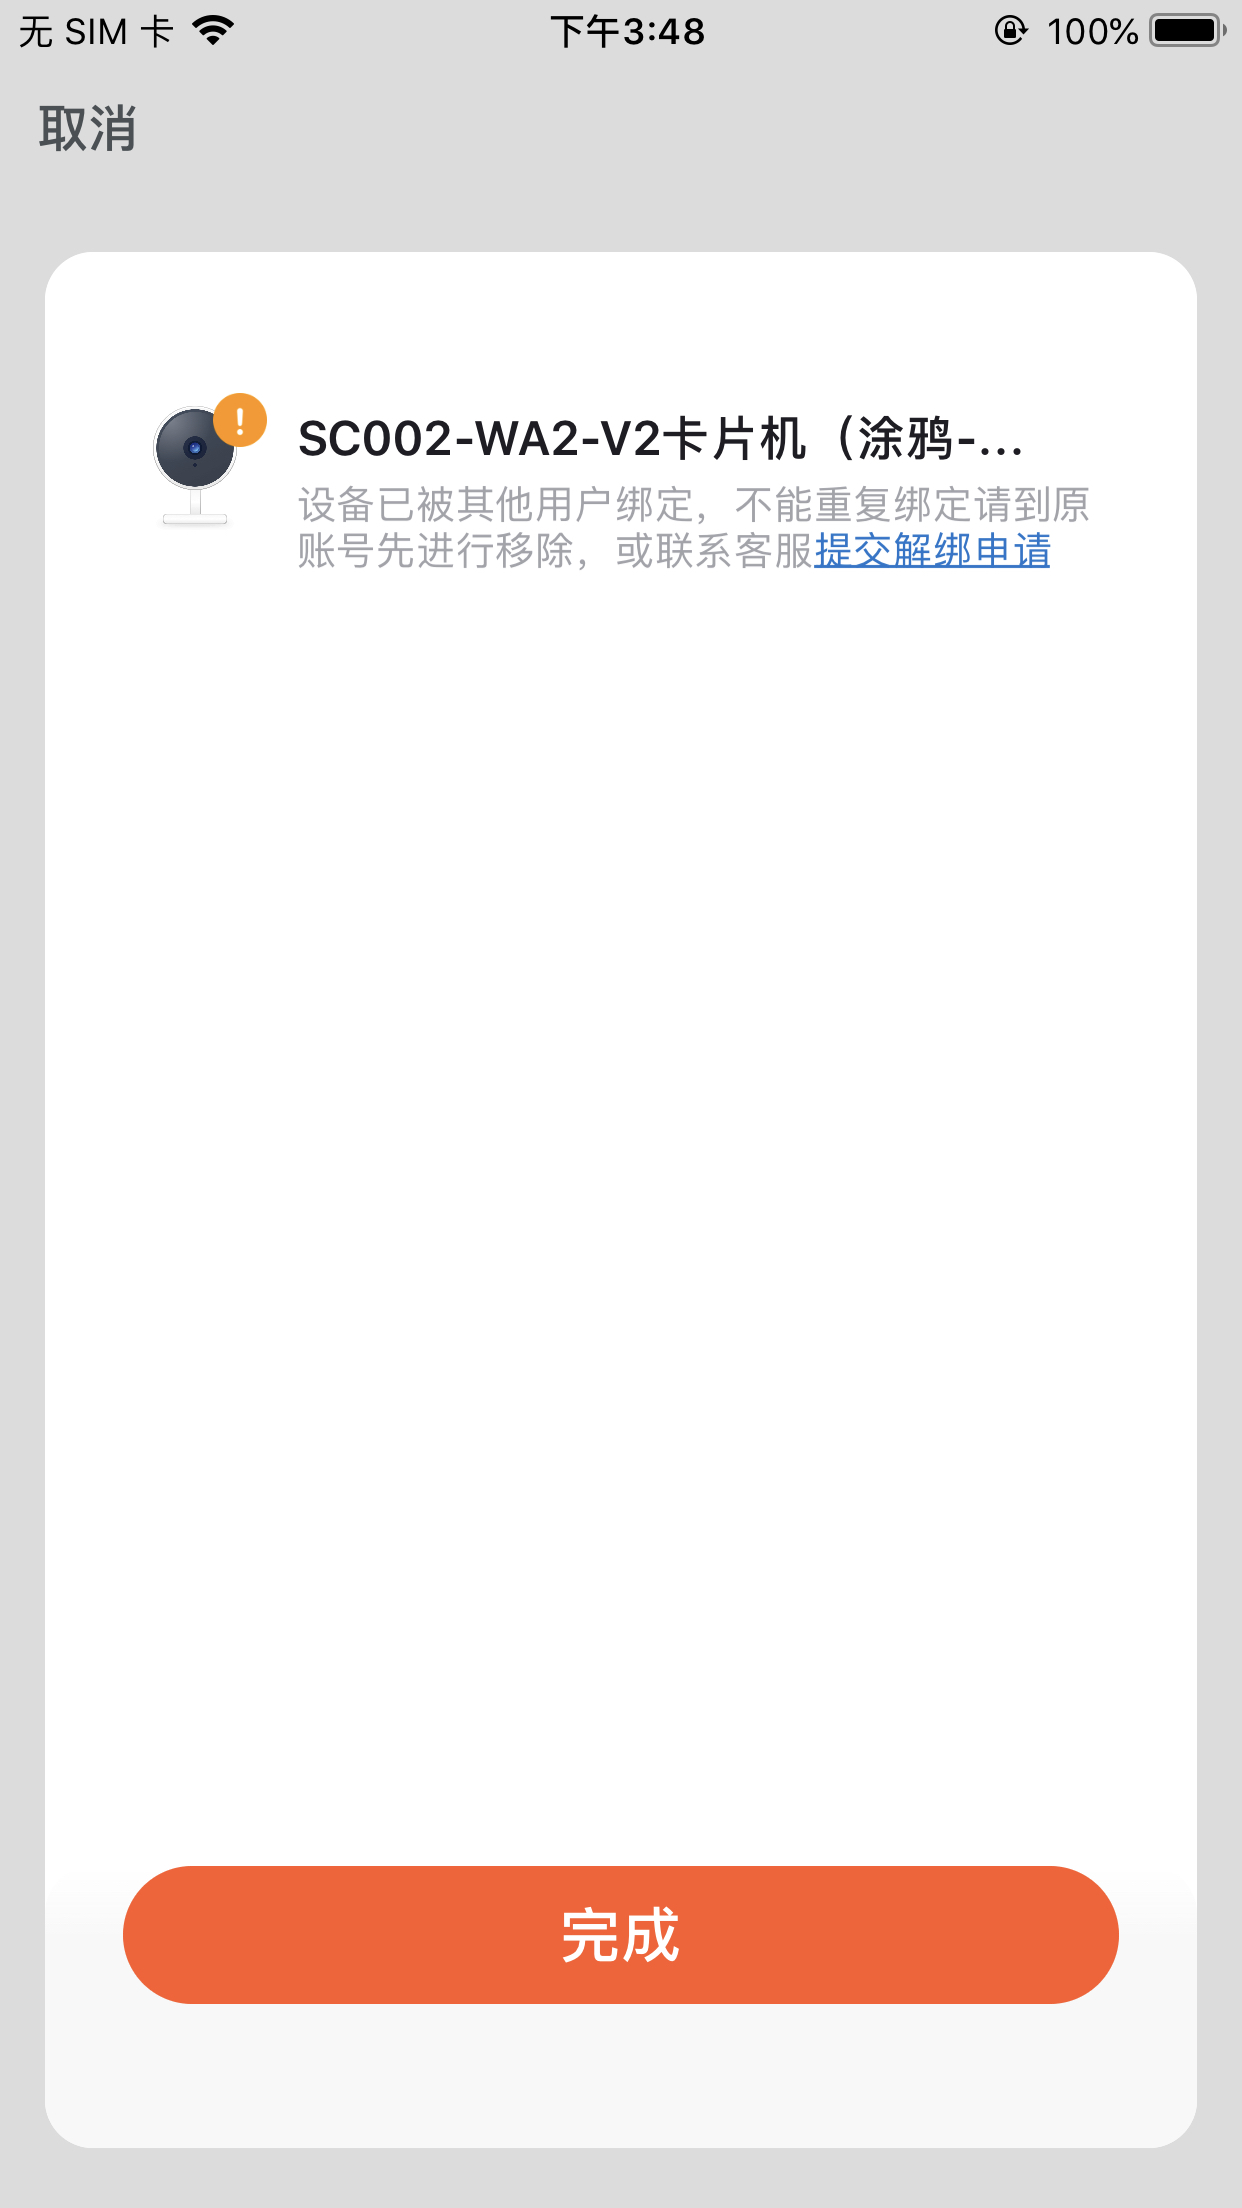 无 SIM 卡 下午3:48 100%
取消
SC002-WA2-V2卡片机（涂鸦-...
设备已被其他用户绑定，不能重复绑定请到原
账号先进行移除，或联系客服提交解绑申请
完成